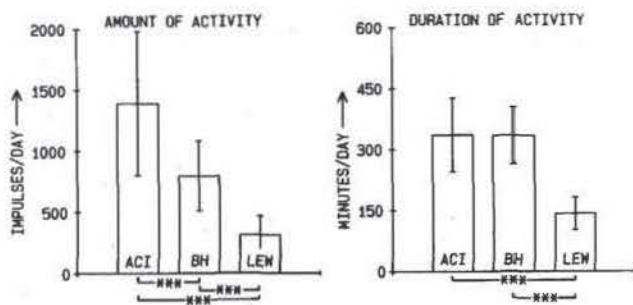 AMOUNT OF ACTIVITY
IMPULSES/DAY →
2000
1500
1000
500
0
ACI BH LEW
*** ***
***
DURATION OF ACTIVITY
MINUTES/DAY →
600
450
300
150
0
ACI BH LEW
***
***